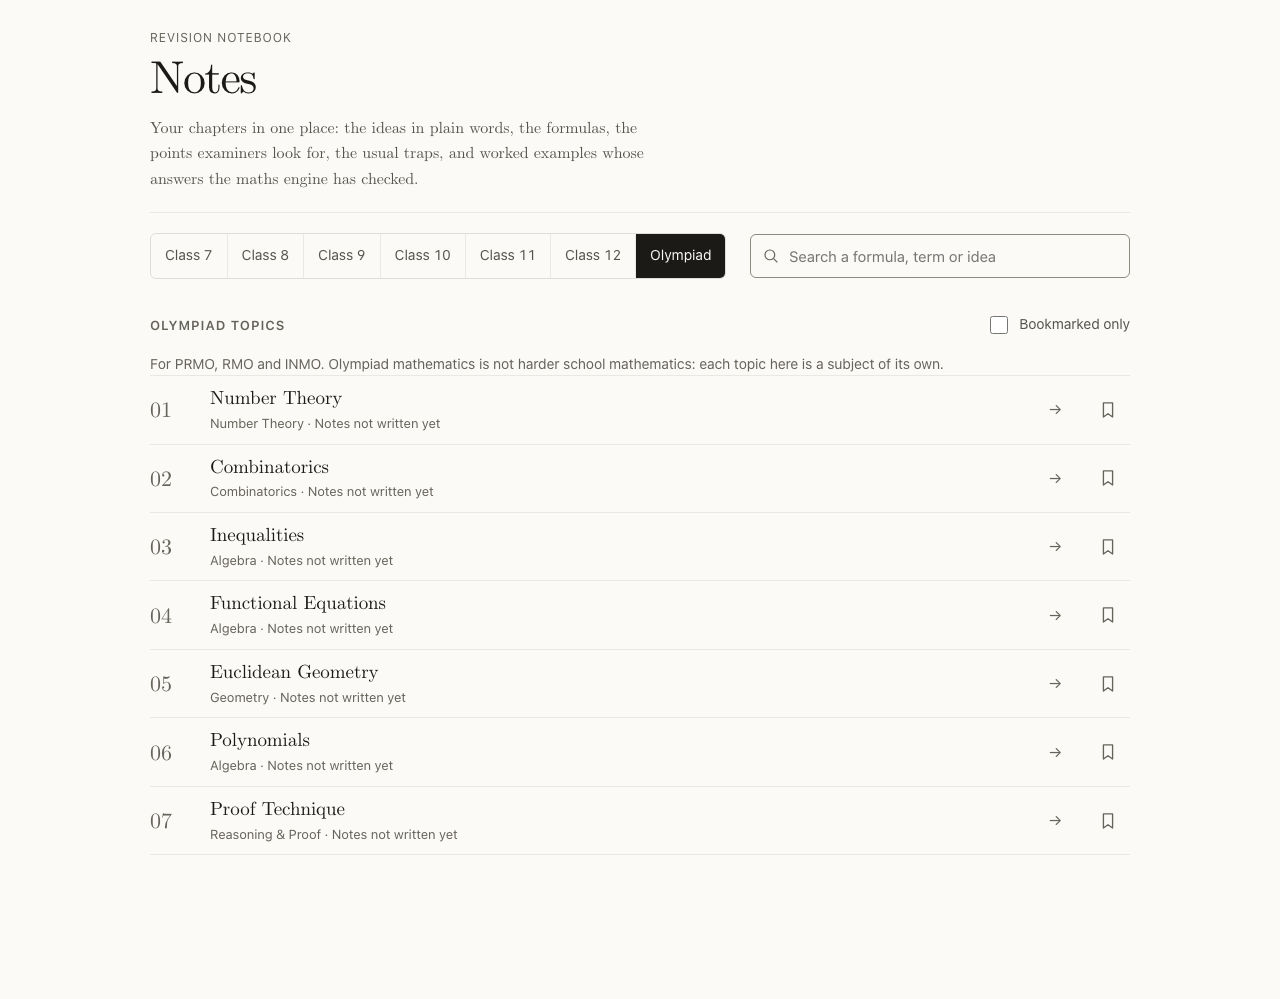 REVISION NOTEBOOK
Notes
Your chapters in one place: the ideas in plain words, the formulas, the
points examiners look for, the usual traps, and worked examples whose
answers the maths engine has checked.
Class 7 Class 8 Class 9 Class 10 Class 11 Class 12 Olympiad Search a formula, term or idea
OLYMPIAD TOPICS Bookmarked only
For PRMO, RMO and INMO. Olympiad mathematics is not harder school mathematics: each topic here is a subject of its own.
01 Number Theory
Number Theory · Notes not written yet
02 Combinatorics
Combinatorics · Notes not written yet
03 Inequalities
Algebra · Notes not written yet
04 Functional Equations
Algebra · Notes not written yet
05 Euclidean Geometry
Geometry · Notes not written yet
06 Polynomials
Algebra · Notes not written yet
07 Proof Technique
Reasoning & Proof · Notes not written yet